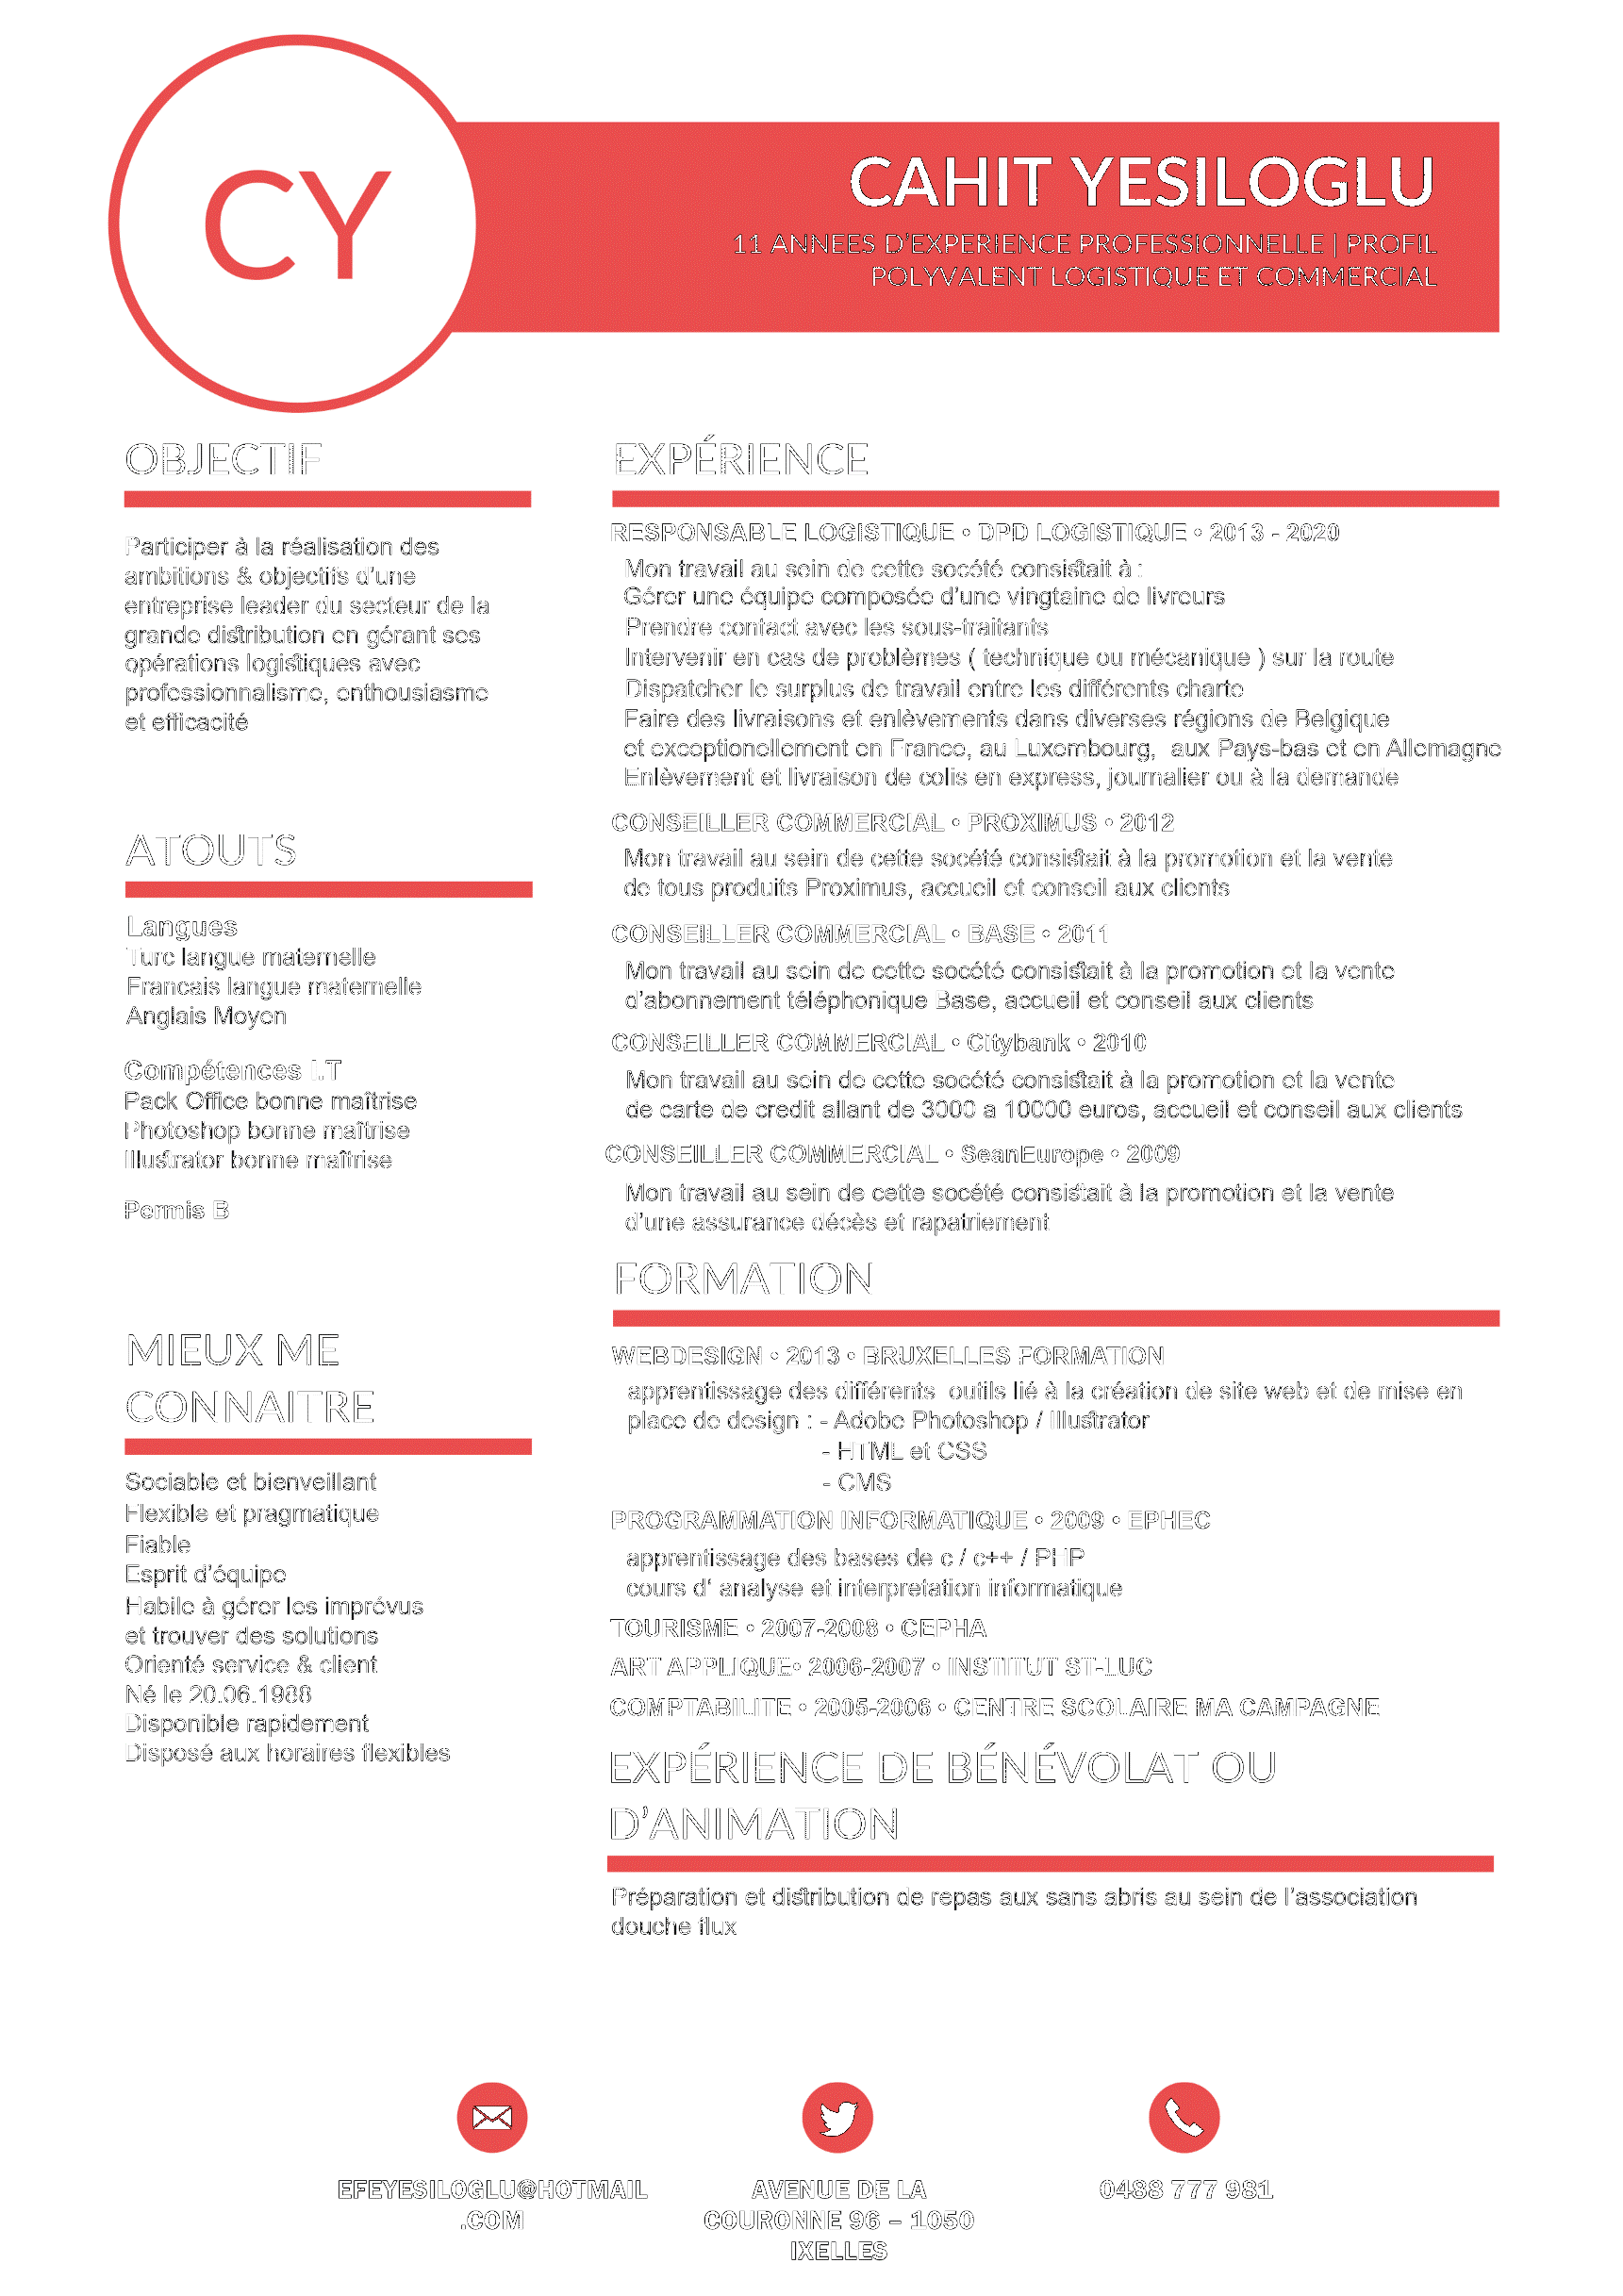 CY
CAHIT YESILOGLU
11 ANNEES D'EXPERIENCE PROFESSIONNELLE | PROFIL
POLYVALENT LOGISTIQUE ET COMMERCIAL
OBJECTIF
Participer à la réalisation des
ambitions & objectifs d'une
entreprise leader du secteur de la
grande distribution en gérant ses
opérations logistiques avec
professionnalisme, enthousiasme
et efficacité
ATOUTS
Langues
Turc langue maternelle
Francais langue maternelle
Anglais Moyen
Compétences I.T
Pack Office bonne maîtrise
Photoshop bonne maîtrise
Illustrator bonne maîtrise
Permis B
MIEUX ME
CONNAITRE
Sociable et bienveillant
Flexible et pragmatique
Fiable
Esprit d'équipe
Habile à gérer les imprévus
et trouver des solutions
Orienté service & client
Né le 20.06.1988
Disponible rapidement
Disposé aux horaires flexibles
EXPÉRIENCE
RESPONSABLE LOGISTIQUE • DPD LOGISTIQUE • 2013 - 2020
Mon travail au sein de cette socété consistait à :
Gérer une équipe composée d'une vingtaine de livreurs
Prendre contact avec les sous-traitants
Intervenir en cas de problèmes ( technique ou mécanique ) sur la route
Dispatcher le surplus de travail entre les différents charte
Faire des livraisons et enlèvements dans diverses régions de Belgique
et exceptionellement en France, au Luxembourg, aux Pays-bas et en Allemagne
Enlèvement et livraison de colis en express, journalier ou à la demande
CONSEILLER COMMERCIAL • PROXIMUS • 2012
Mon travail au sein de cette socété consistait à la promotion et la vente
de tous produits Proximus, accueil et conseil aux clients
CONSEILLER COMMERCIAL • BASE • 2011
Mon travail au sein de cette socété consistait à la promotion et la vente
d'abonnement téléphonique Base, accueil et conseil aux clients
CONSEILLER COMMERCIAL • Citybank • 2010
Mon travail au sein de cette socété consistait à la promotion et la vente
de carte de credit allant de 3000 a 10000 euros, accueil et conseil aux clients
CONSEILLER COMMERCIAL • SeanEurope • 2009
Mon travail au sein de cette socété consistait à la promotion et la vente
d'une assurance décès et rapatriement
FORMATION
WEBDESIGN • 2013 • BRUXELLES FORMATION
apprentissage des différents outils lié à la création de site web et de mise en
place de design : - Adobe Photoshop / Illustrator
- HTML et CSS
- CMS
PROGRAMMATION INFORMATIQUE • 2009 • EPHEC
apprentissage des bases de c / c++ / PHP
cours d' analyse et interpretation informatique
TOURISME • 2007-2008 • CEPHA
ART APPLIQUE• 2006-2007 • INSTITUT ST-LUC
COMPTABILITE • 2005-2006 • CENTRE SCOLAIRE MA CAMPAGNE
EXPÉRIENCE DE BÉNÉVOLAT OU
D'ANIMATION
Préparation et distribution de repas aux sans abris au sein de l'association
douche flux
EFEYESILOGLU@HOTMAIL
.COM
AVENUE DE LA
COURONNE 96 – 1050
IXELLES
0488 777 981